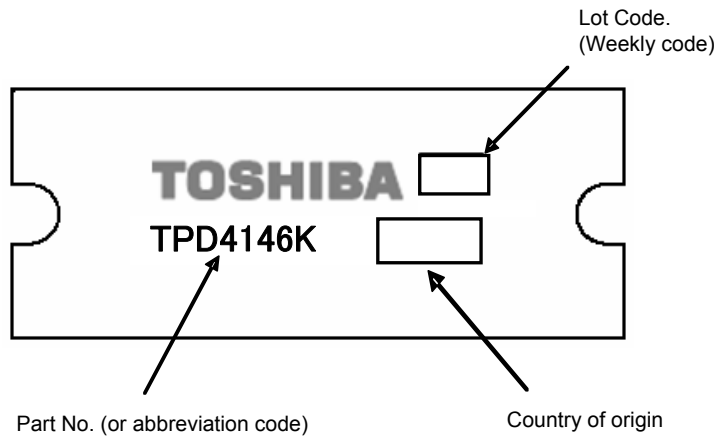 Lot Code.
(Weekly code)
TOSHIBA
TPD4146K
Part No. (or abbreviation code)
Country of origin